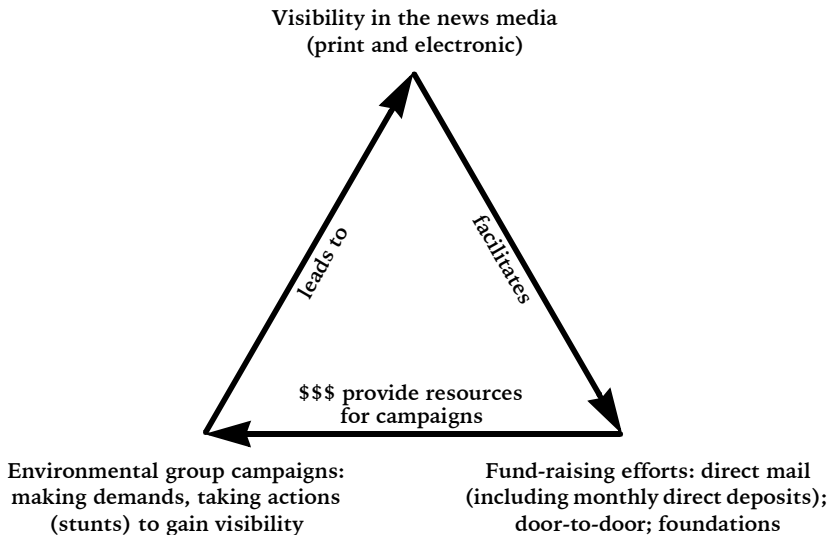 Visibility in the news media
(print and electronic)
leads to
facilitates
$$$ provide resources
for campaigns
Environmental group campaigns:
making demands, taking actions
(stunts) to gain visibility
Fund-raising efforts: direct mail
(including monthly direct deposits);
door-to-door; foundations